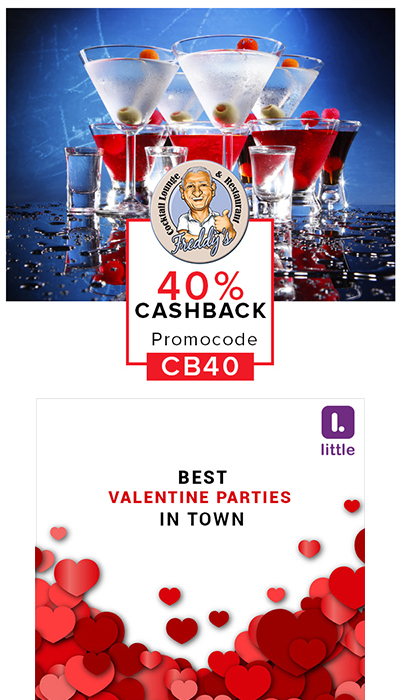 Cocktail Lounge & Restaurant
Freddy's
40%
CASHBACK
Promocode
CB40
l.
little
BEST
VALENTINE PARTIES
IN TOWN